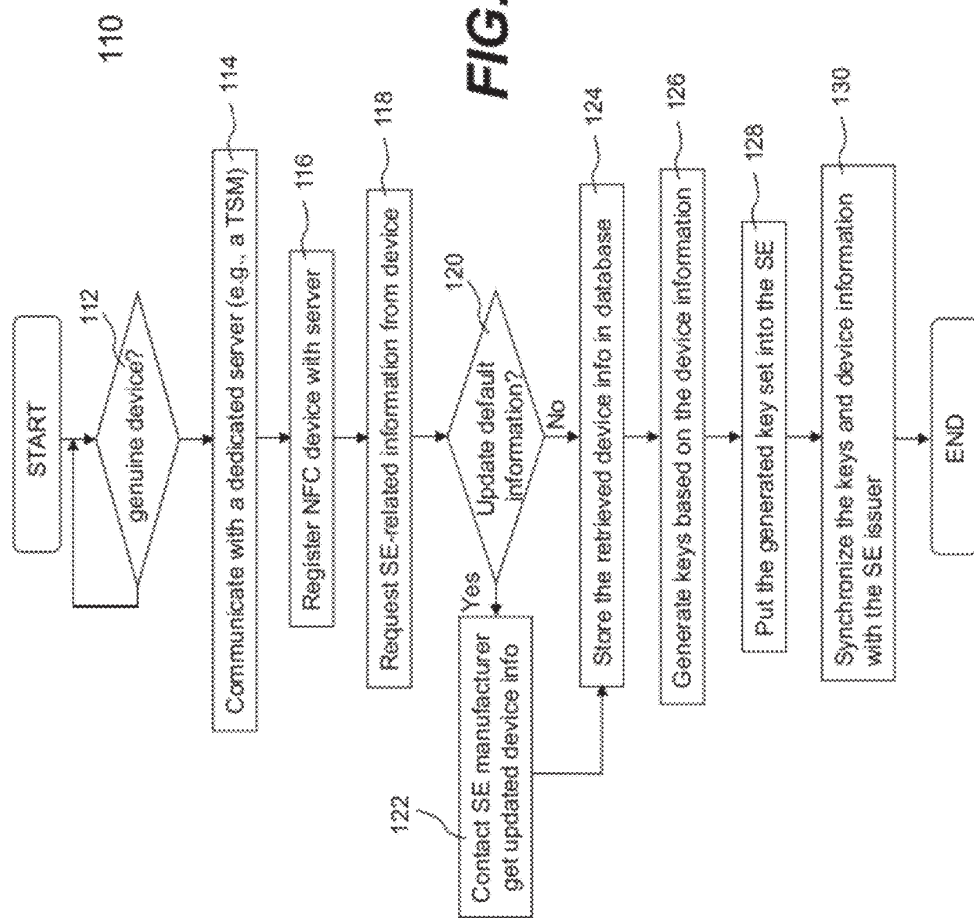 110
START
112
genuine device?
114
Communicate with a dedicated server (e.g., a TSM)
116
Register NFC device with server
118
Request SE-related information from device
120
Update default
information?
Yes
No
122
Contact SE manufacturer
get updated device info
124
Store the retrieved device info in database
126
Generate keys based on the device information
128
Put the generated key set into the SE
130
Synchronize the keys and device information
with the SE issuer
END
FIG.